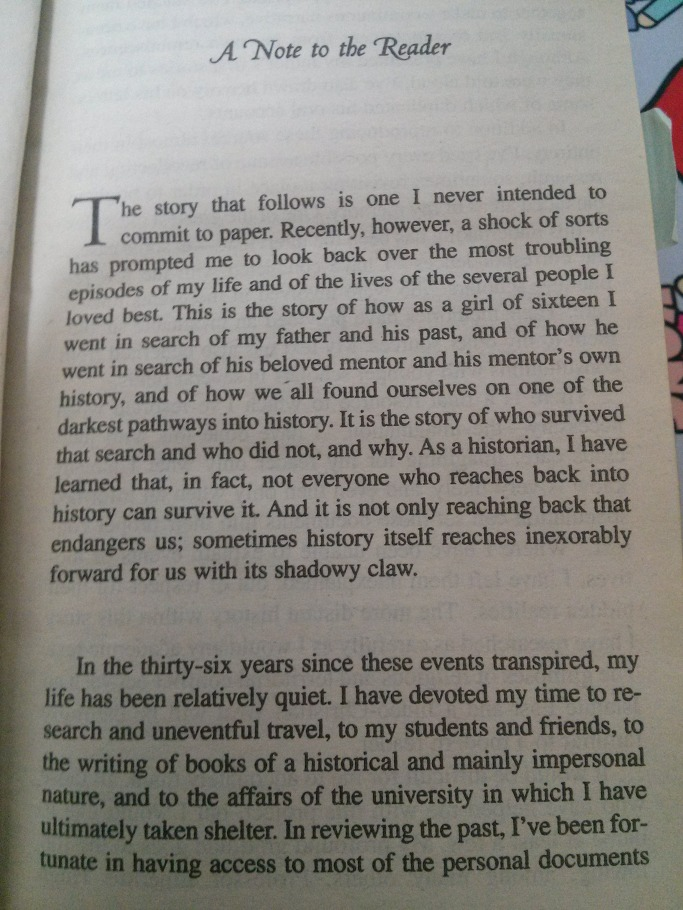 A Note to the Reader
The story that follows is one I never intended to
commit to paper. Recently, however, a shock of sorts
has prompted me to look back over the most troubling
episodes of my life and of the lives of the several people I
loved best. This is the story of how as a girl of sixteen I
went in search of my father and his past, and of how he
went in search of his beloved mentor and his mentor's own
history, and of how we all found ourselves on one of the
darkest pathways into history. It is the story of who survived
that search and who did not, and why. As a historian, I have
learned that, in fact, not everyone who reaches back into
history can survive it. And it is not only reaching back that
endangers us; sometimes history itself reaches inexorably
forward for us with its shadowy claw.
In the thirty-six years since these events transpired, my
life has been relatively quiet. I have devoted my time to re-
search and uneventful travel, to my students and friends, to
the writing of books of a historical and mainly impersonal
nature, and to the affairs of the university in which I have
ultimately taken shelter. In reviewing the past, I've been for-
tunate in having access to most of the personal documents